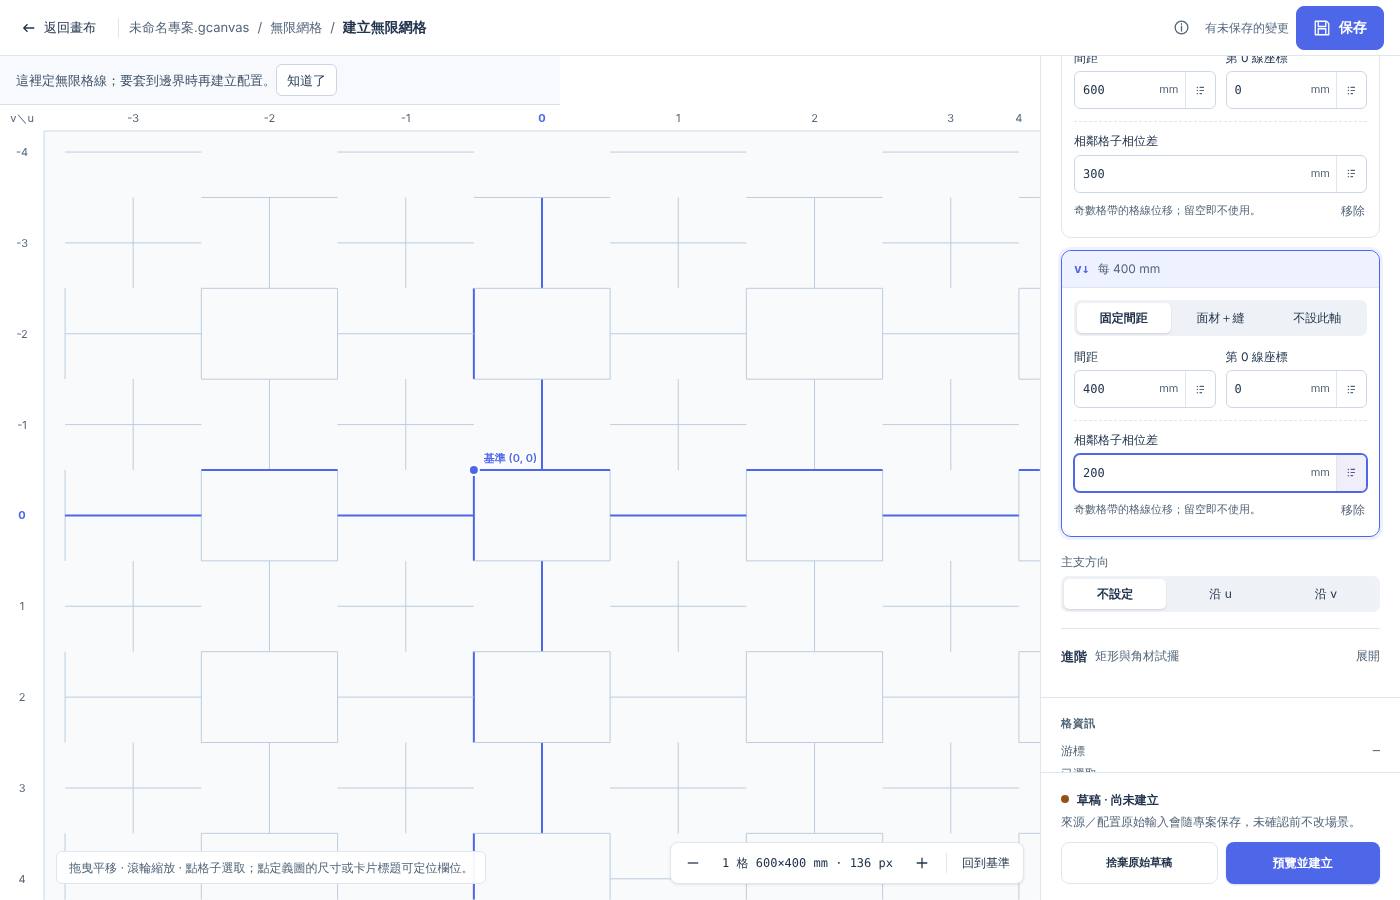 返回畫布
未命名專案.gcanvas / 無限網格 / 建立無限網格
有未保存的變更
保存
這裡定無限格線；要套到邊界時再建立配置。
知道了
v＼u
-3
-2
-1
0
1
2
3
4
-4
-3
-2
-1
0
1
2
3
4
基準 (0, 0)
拖曳平移 · 滾輪縮放 · 點格子選取；點定義圖的尺寸或卡片標題可定位欄位。
1 格 600×400 mm · 136 px
回到基準
間距
第 0 線座標
600 mm
0 mm
相鄰格子相位差
300 mm
奇數格帶的格線位移；留空即不使用。
移除
v↓ 每 400 mm
固定間距
面材＋縫
不設此軸
間距
第 0 線座標
400 mm
0 mm
相鄰格子相位差
200 mm
奇數格帶的格線位移；留空即不使用。
移除
主支方向
不設定
沿 u
沿 v
進階 矩形與角材試擺
展開
格資訊
游標 —
已選取
草稿 · 尚未建立
來源／配置原始輸入會隨專案保存，未確認前不改場景。
捨棄原始草稿
預覽並建立